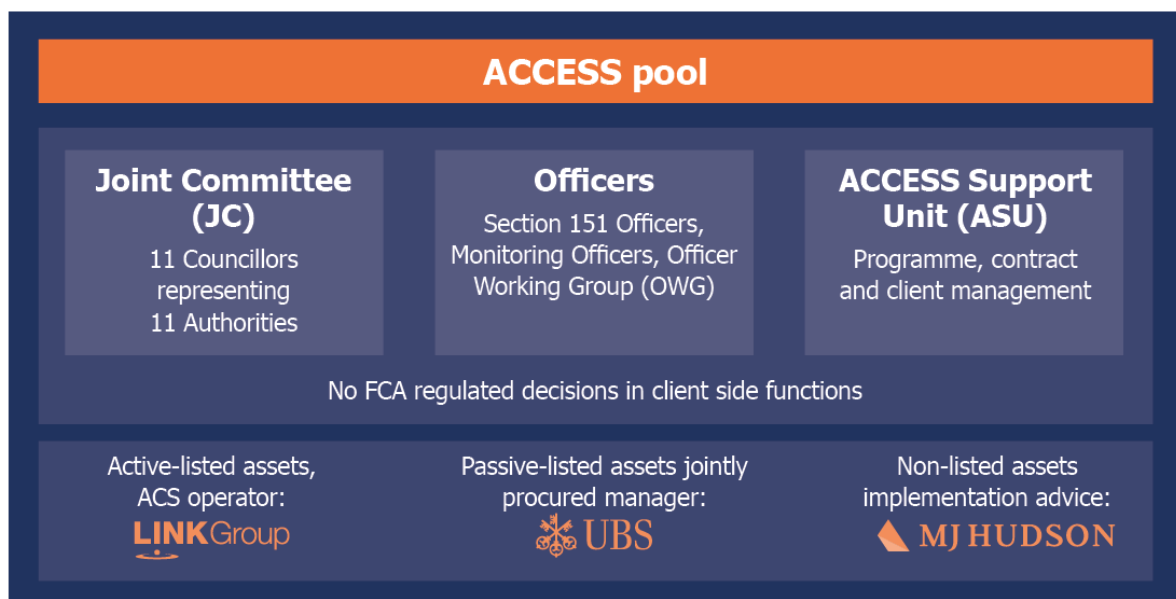 ACCESS pool
Joint Committee
(JC)
11 Councillors
representing
11 Authorities
Officers
Section 151 Officers,
Monitoring Officers, Officer
Working Group (OWG)
ACCESS Support
Unit (ASU)
Programme, contract
and client management
No FCA regulated decisions in client side functions
Active-listed assets,
ACS operator:
LINKGroup
Passive-listed assets jointly
procured manager:
UBS
Non-listed assets
implementation advice:
MJ HUDSON